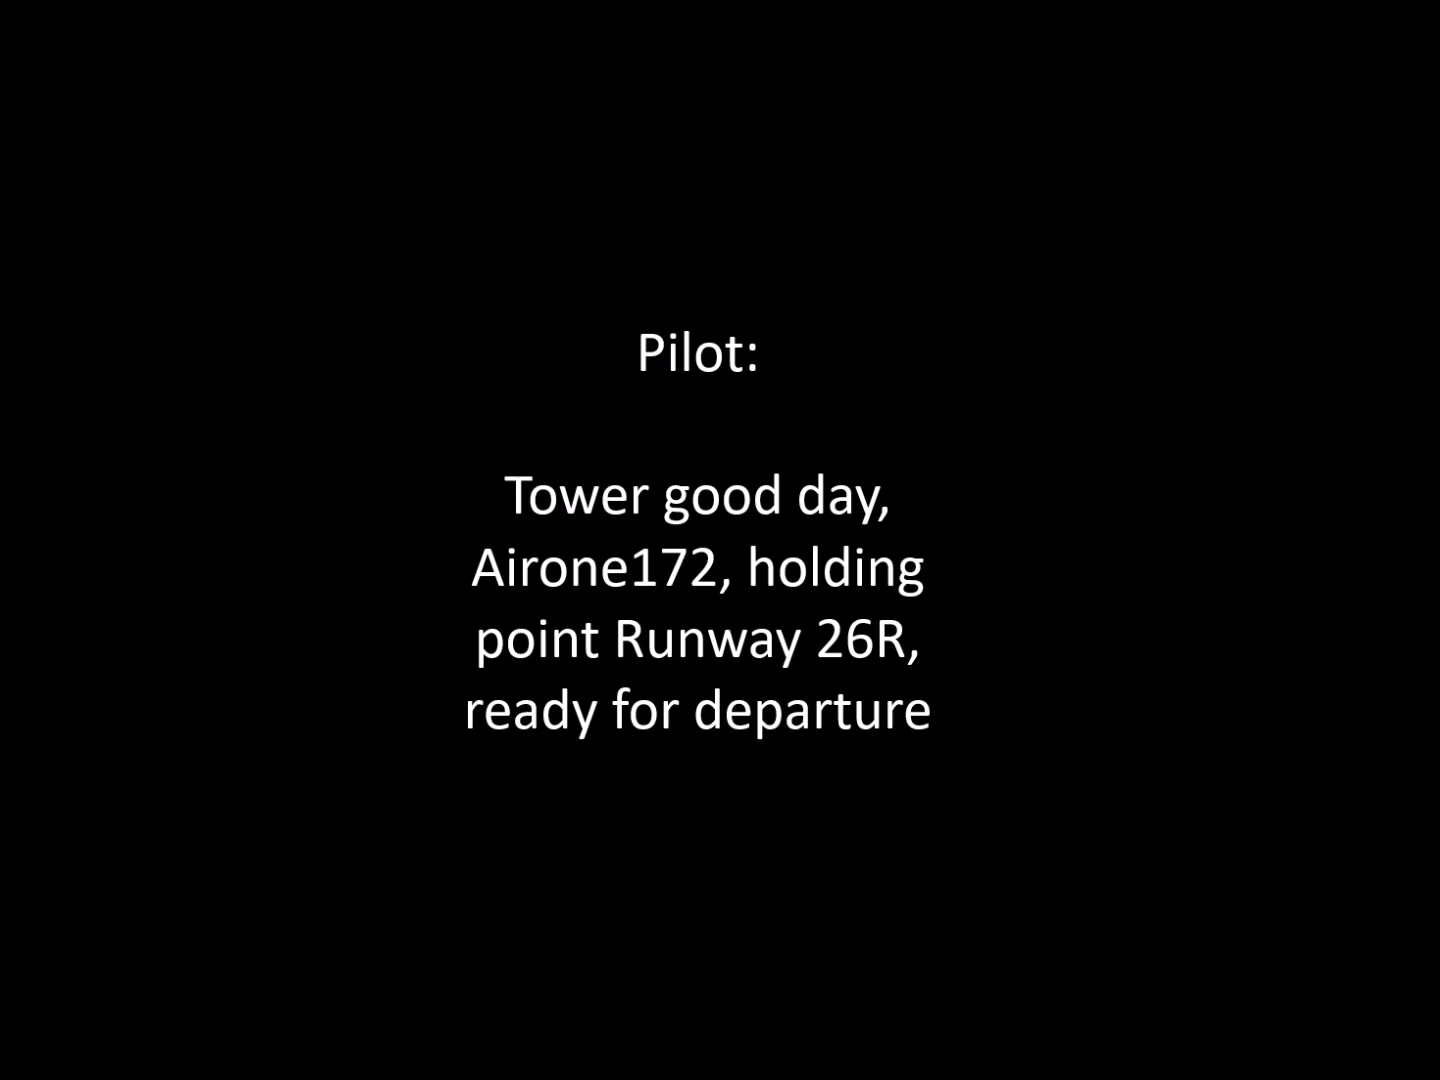 Pilot:
Tower good day,
Airone172, holding
point Runway 26R,
ready for departure